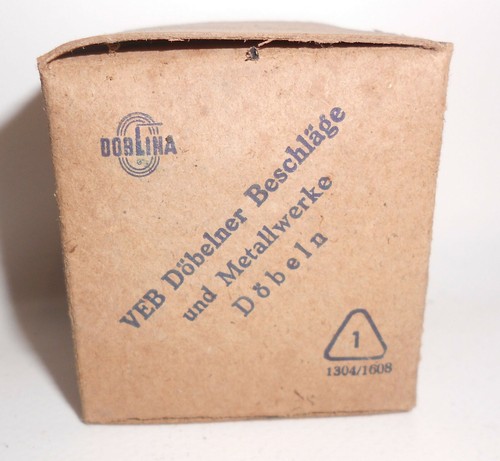 DOBLINA
VEB Döbelner Beschläge
und Metallwerke
Döbeln
1
1304/1608